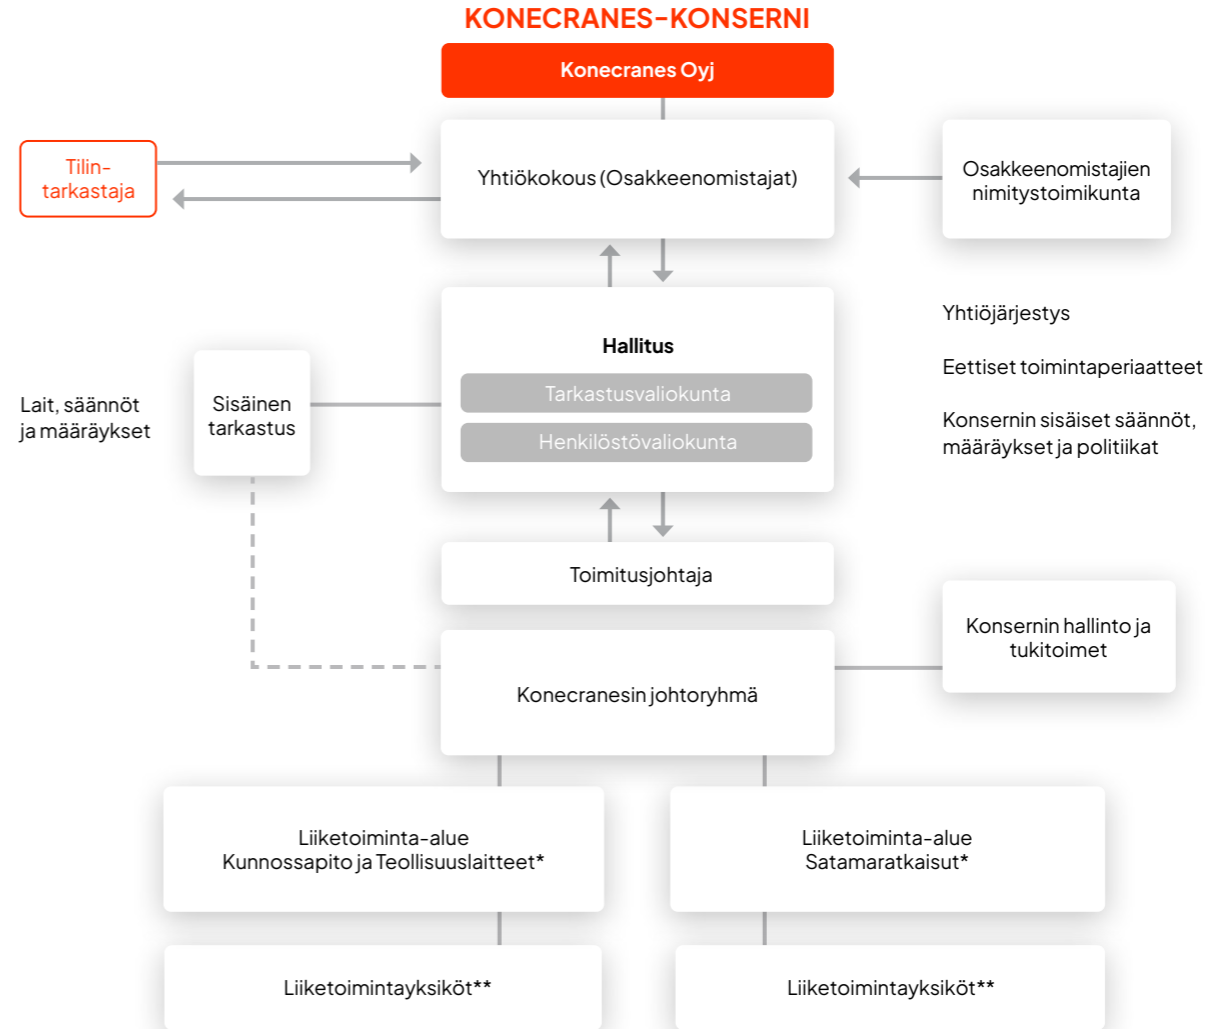 KONECRANES-KONSERNI
Konecranes Oyj
Tilin-
tarkastaja
Yhtiökokous (Osakkeenomistajat)
Osakkeenomistajien
nimitystoimikunta
Hallitus
Tarkastusvaliokunta
Henkilöstövaliokunta
Lait, säännöt
ja määräykset
Sisäinen
tarkastus
Yhtiöjärjestys
Eettiset toimintaperiaatteet
Konsernin sisäiset säännöt,
määräykset ja politiikat
Toimitusjohtaja
Konecranesin johtoryhmä
Konsernin hallinto ja
tukitoimet
Liiketoiminta-alue
Kunnossapito ja Teollisuuslaitteet*
Liiketoiminta-alue
Satamaratkaisut*
Liiketoimintayksiköt**
Liiketoimintayksiköt**